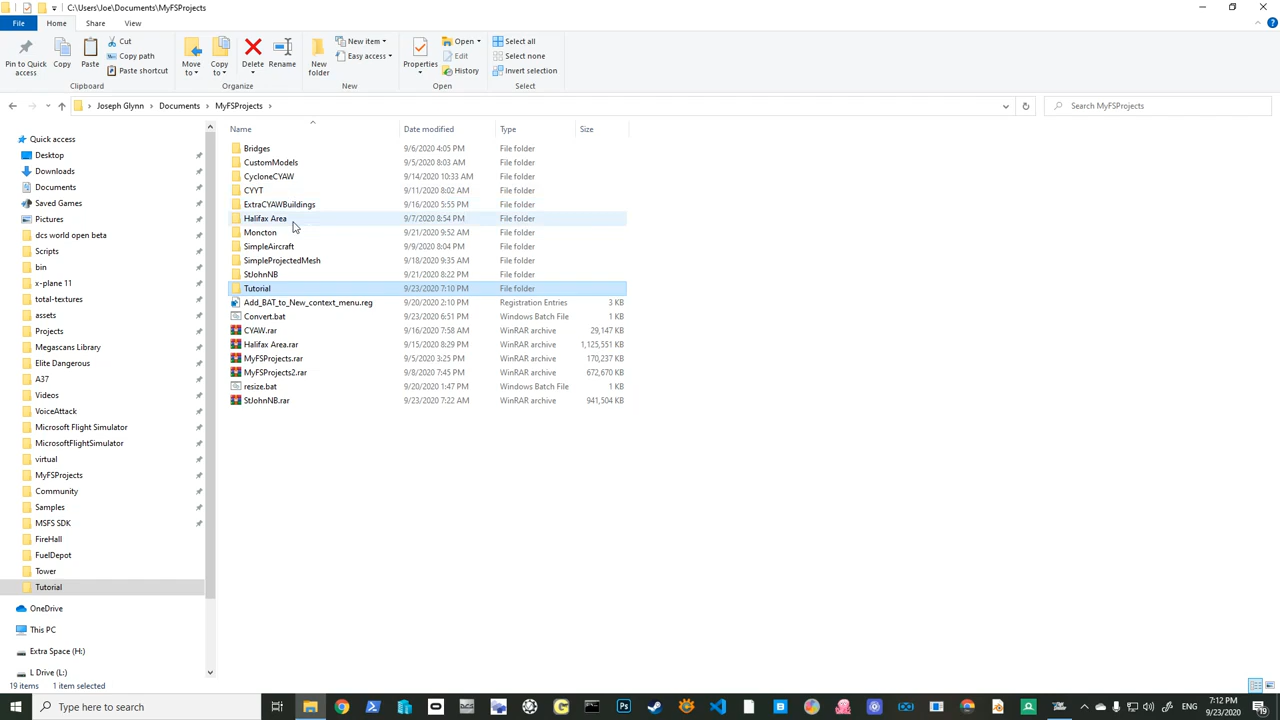 C:\Users\Joe\Documents\MyFSProjects
File
Home
Share
View
Pin to Quick access
Copy
Paste
Cut
Copy path
Paste shortcut
Clipboard
Move to
Copy to
Delete
Rename
Organize
New folder
New item
Easy access
New
Properties
Open
Edit
History
Open
Select all
Select none
Invert selection
Select
Joseph Glynn
Documents
MyFSProjects
Search MyFSProjects
Quick access
Desktop
Downloads
Documents
Saved Games
Pictures
dcs world open beta
Scripts
bin
x-plane 11
total-textures
assets
Projects
Megascans Library
Elite Dangerous
A37
Videos
VoiceAttack
Microsoft Flight Simulator
MicrosoftFlightSimulator
virtual
MyFSProjects
Community
Samples
MSFS SDK
FireHall
FuelDepot
Tower
Tutorial
OneDrive
This PC
Extra Space (H:)
L Drive (L:)
Name Date modified Type Size
Bridges 9/6/2020 4:05 PM File folder
CustomModels 9/5/2020 8:03 AM File folder
CycloneCYAW 9/14/2020 10:33 AM File folder
CYYT 9/11/2020 8:02 AM File folder
ExtraCYAWBuildings 9/16/2020 5:55 PM File folder
Halifax Area 9/7/2020 8:54 PM File folder
Moncton 9/21/2020 9:52 AM File folder
SimpleAircraft 9/9/2020 8:04 PM File folder
SimpleProjectedMesh 9/18/2020 9:35 AM File folder
StJohnNB 9/21/2020 8:22 PM File folder
Tutorial 9/23/2020 7:10 PM File folder
Add_BAT_to_New_context_menu.reg 9/20/2020 2:10 PM Registration Entries 3 KB
Convert.bat 9/23/2020 6:51 PM Windows Batch File 1 KB
CYAW.rar 9/16/2020 7:58 AM WinRAR archive 29,147 KB
Halifax Area.rar 9/15/2020 8:29 PM WinRAR archive 1,125,551 KB
MyFSProjects.rar 9/5/2020 3:25 PM WinRAR archive 170,237 KB
MyFSProjects2.rar 9/8/2020 7:45 PM WinRAR archive 672,670 KB
resize.bat 9/20/2020 1:47 PM Windows Batch File 1 KB
StJohnNB.rar 9/23/2020 7:22 AM WinRAR archive 941,504 KB
19 items 1 item selected
Type here to search
7:12 PM
9/23/2020